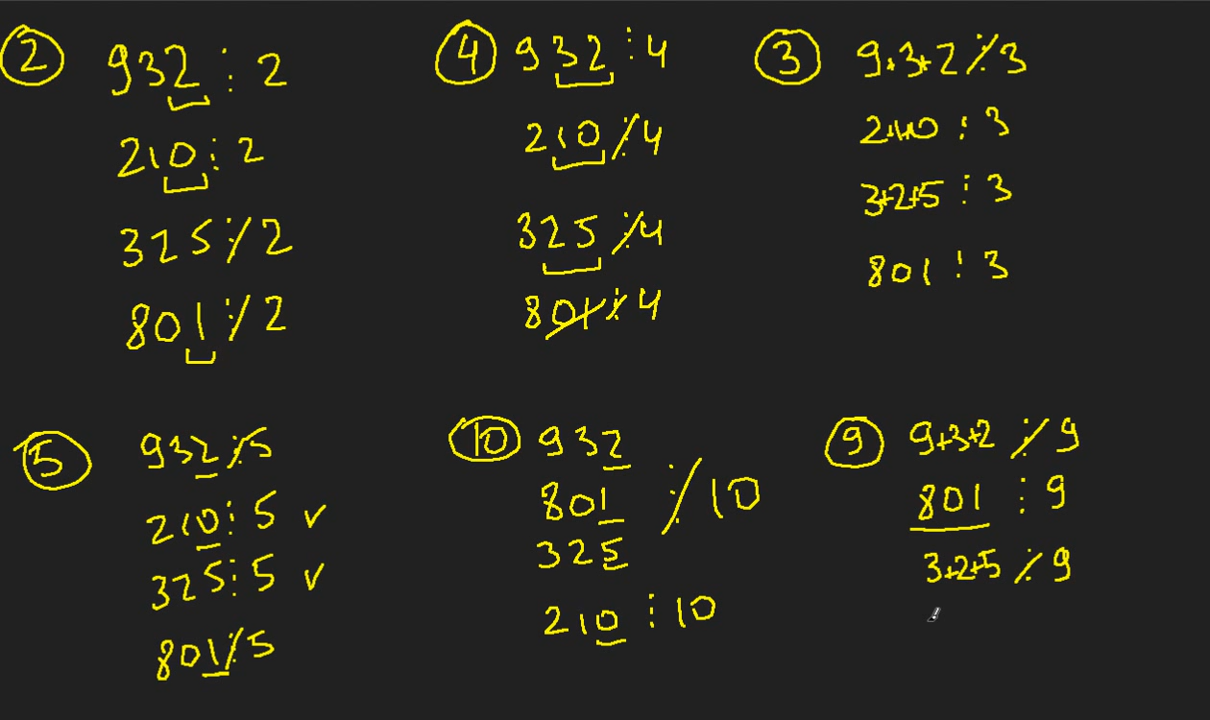 ② 932 ⋮ 2
210 ⋮ 2
325 ⋮̸ 2
801 ⋮̸ 2
④ 932 ⋮ 4
210 ⋮̸ 4
325 ⋮̸ 4
801 ⋮̸ 4
③ 9+3+2 ⋮̸ 3
2+1+0 ⋮ 3
3+2+5 ⋮ 3
801 ⋮ 3
⑤ 932 ⋮̸ 5
210 ⋮ 5 v
325 ⋮ 5 v
801 ⋮̸ 5
⑩ 932
801 ⋮̸ 10
325
210 ⋮ 10
⑨ 9+3+2 ⋮̸ 9
801 ⋮ 9
3+2+5 ⋮̸ 9